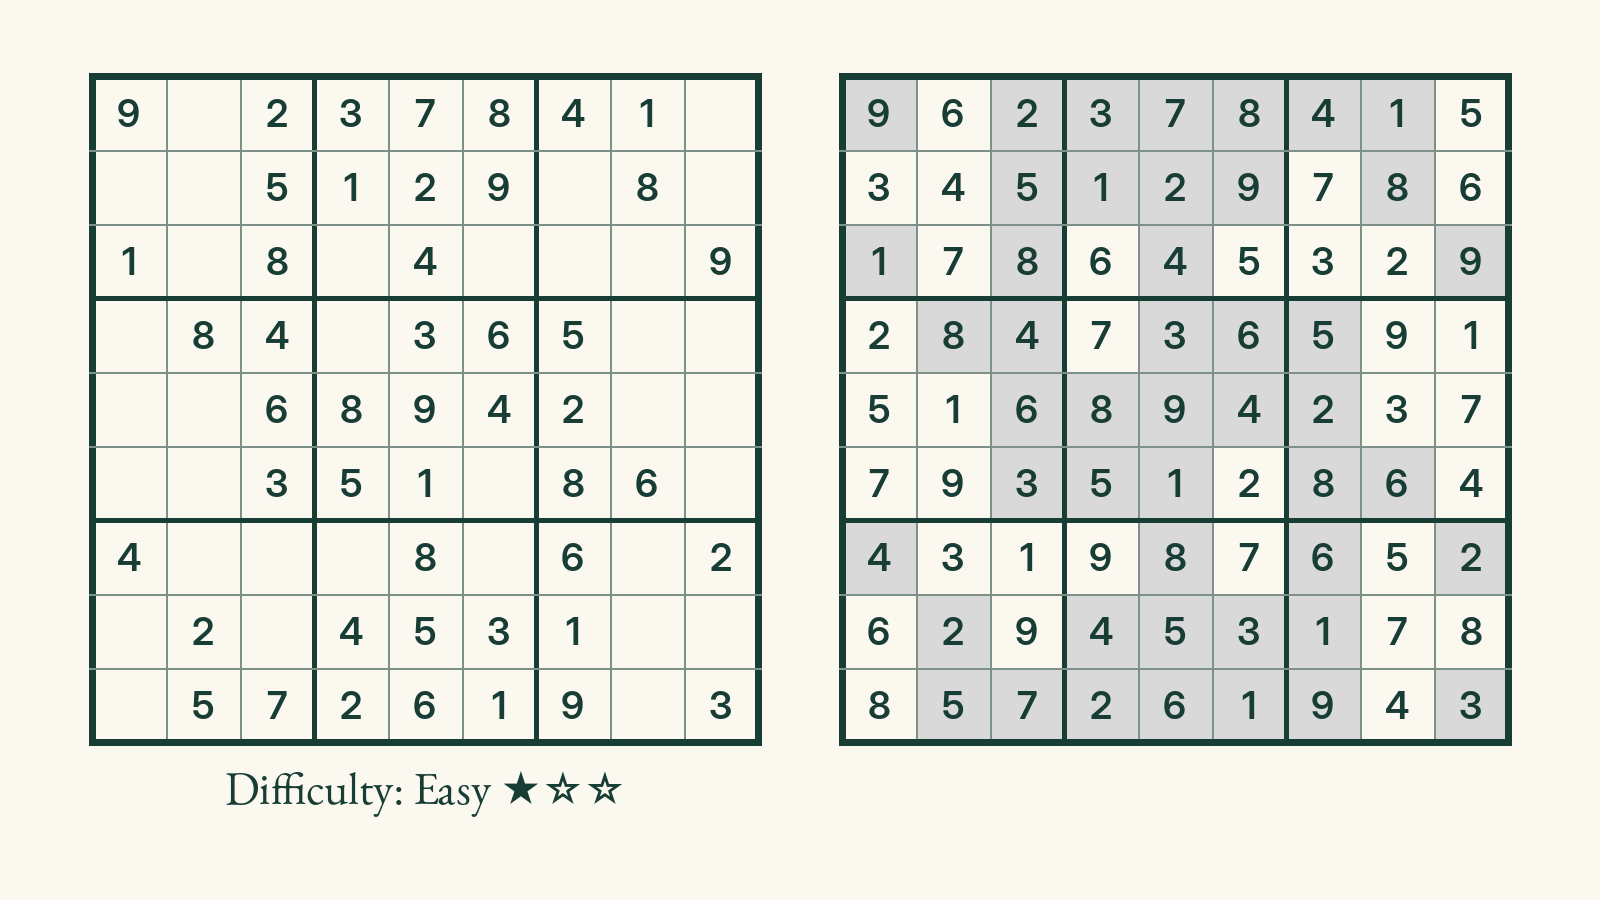 9 2 3 7 8 4 1
5 1 2 9 8
1 8 4 9
8 4 3 6 5
6 8 9 4 2
3 5 1 8 6
4 8 6 2
2 4 5 3 1
5 7 2 6 1 9 3
Difficulty: Easy ★☆☆
9 6 2 3 7 8 4 1 5
3 4 5 1 2 9 7 8 6
1 7 8 6 4 5 3 2 9
2 8 4 7 3 6 5 9 1
5 1 6 8 9 4 2 3 7
7 9 3 5 1 2 8 6 4
4 3 1 9 8 7 6 5 2
6 2 9 4 5 3 1 7 8
8 5 7 2 6 1 9 4 3